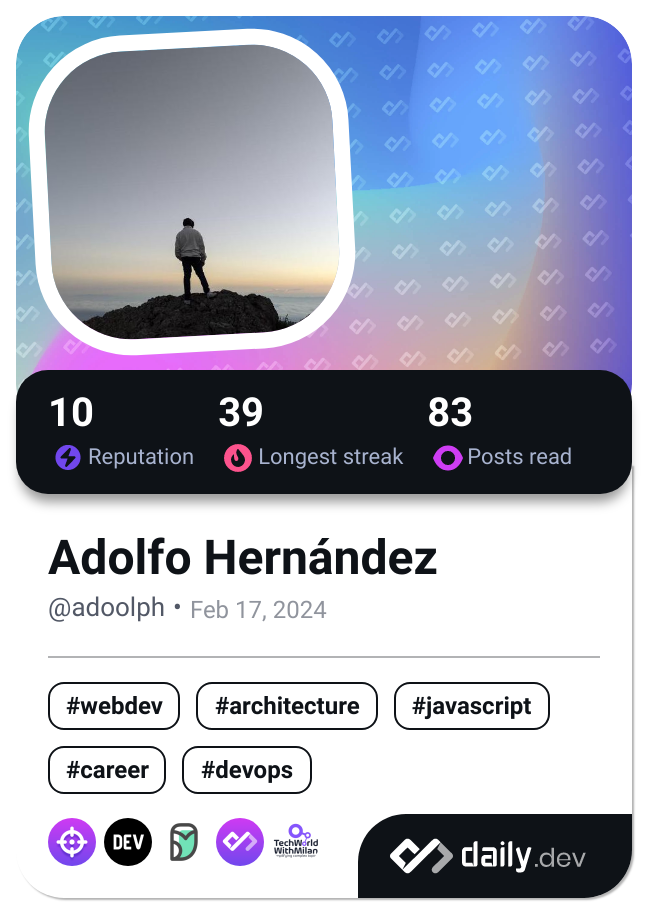 10 39 83
Reputation Longest streak Posts read
Adolfo Hernández
@adoolph • Feb 17, 2024
#webdev #architecture #javascript
#career #devops
DEV
TechWorld
WithMilan
daily.dev